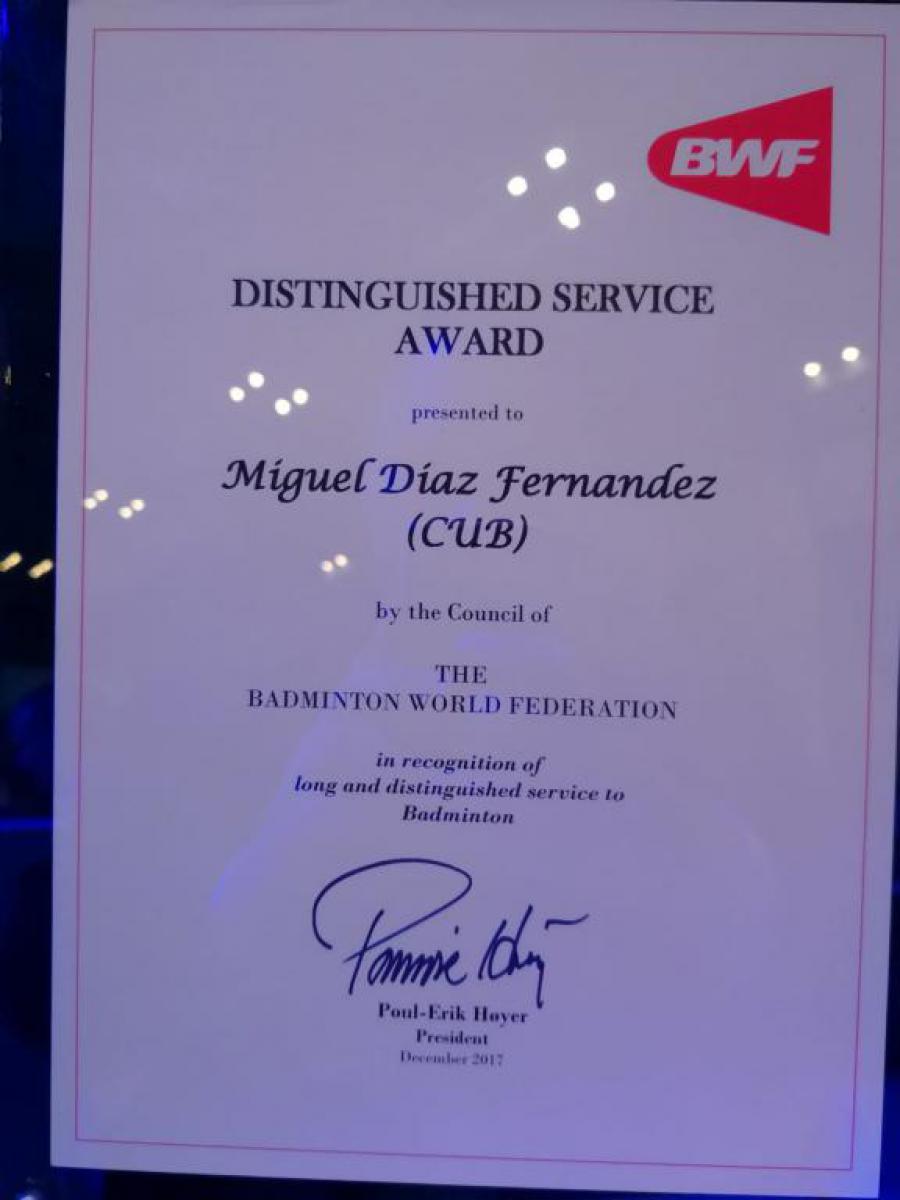 BWF
DISTINGUISHED SERVICE
AWARD
presented to
Miguel Díaz Fernandez
(CUB)
by the Council of
THE
BADMINTON WORLD FEDERATION
in recognition of
long and distinguished service to
Badminton
Poul-Erik Høyer
President
December 2017